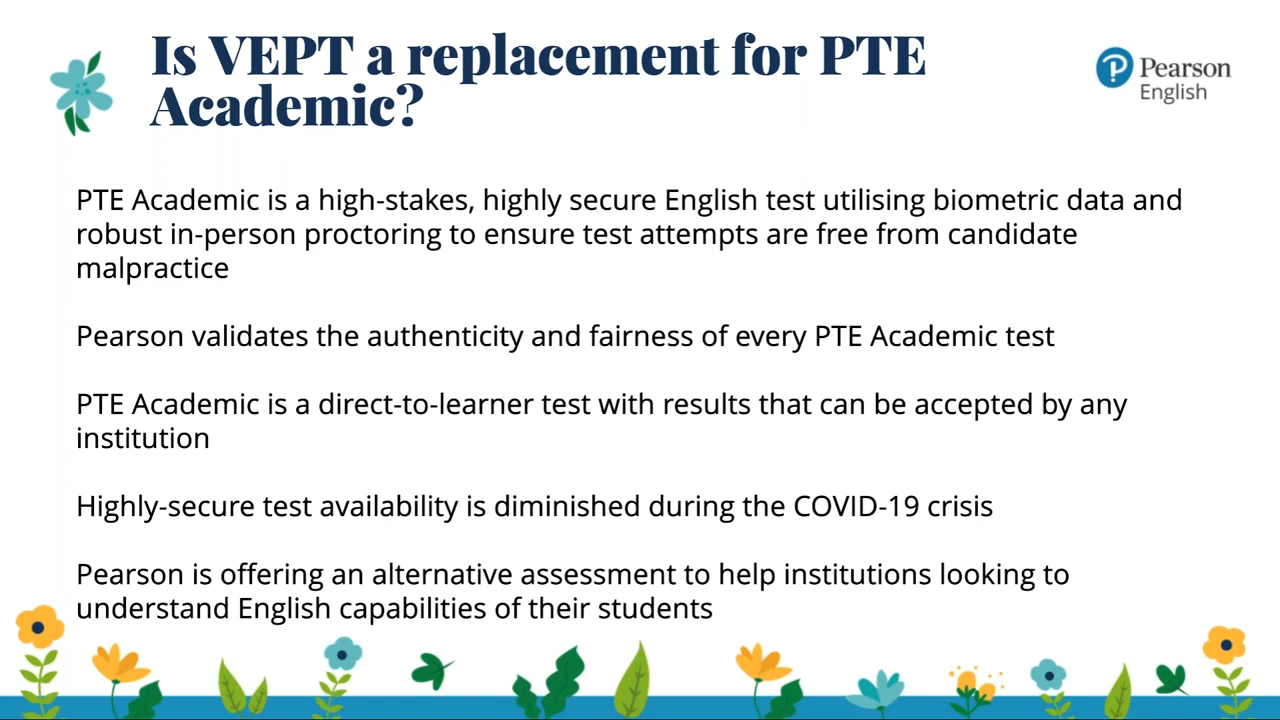 Is VEPT a replacement for PTE
Academic?
Pearson
English
PTE Academic is a high-stakes, highly secure English test utilising biometric data and
robust in-person proctoring to ensure test attempts are free from candidate
malpractice
Pearson validates the authenticity and fairness of every PTE Academic test
PTE Academic is a direct-to-learner test with results that can be accepted by any
institution
Highly-secure test availability is diminished during the COVID-19 crisis
Pearson is offering an alternative assessment to help institutions looking to
understand English capabilities of their students